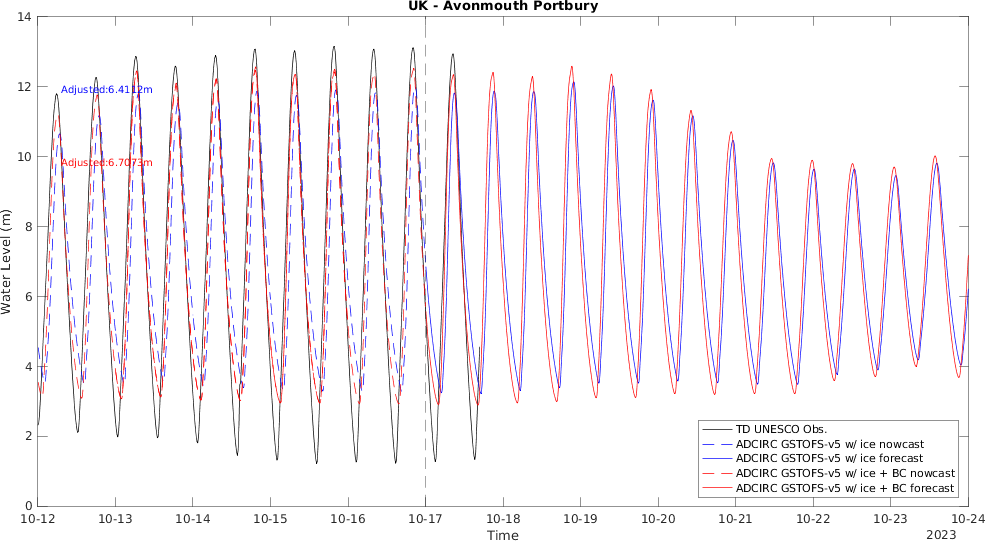 UK - Avonmouth Portbury
14
12
10
8
6
4
2
0
Water Level (m)
Adjusted:6.4112m
Adjusted:6.7073m
TD UNESCO Obs.
ADCIRC GSTOFS-v5 w/ ice nowcast
ADCIRC GSTOFS-v5 w/ ice forecast
ADCIRC GSTOFS-v5 w/ ice + BC nowcast
ADCIRC GSTOFS-v5 w/ ice + BC forecast
10-12 10-13 10-14 10-15 10-16 10-17 10-18 10-19 10-20 10-21 10-22 10-23 10-24
Time
2023